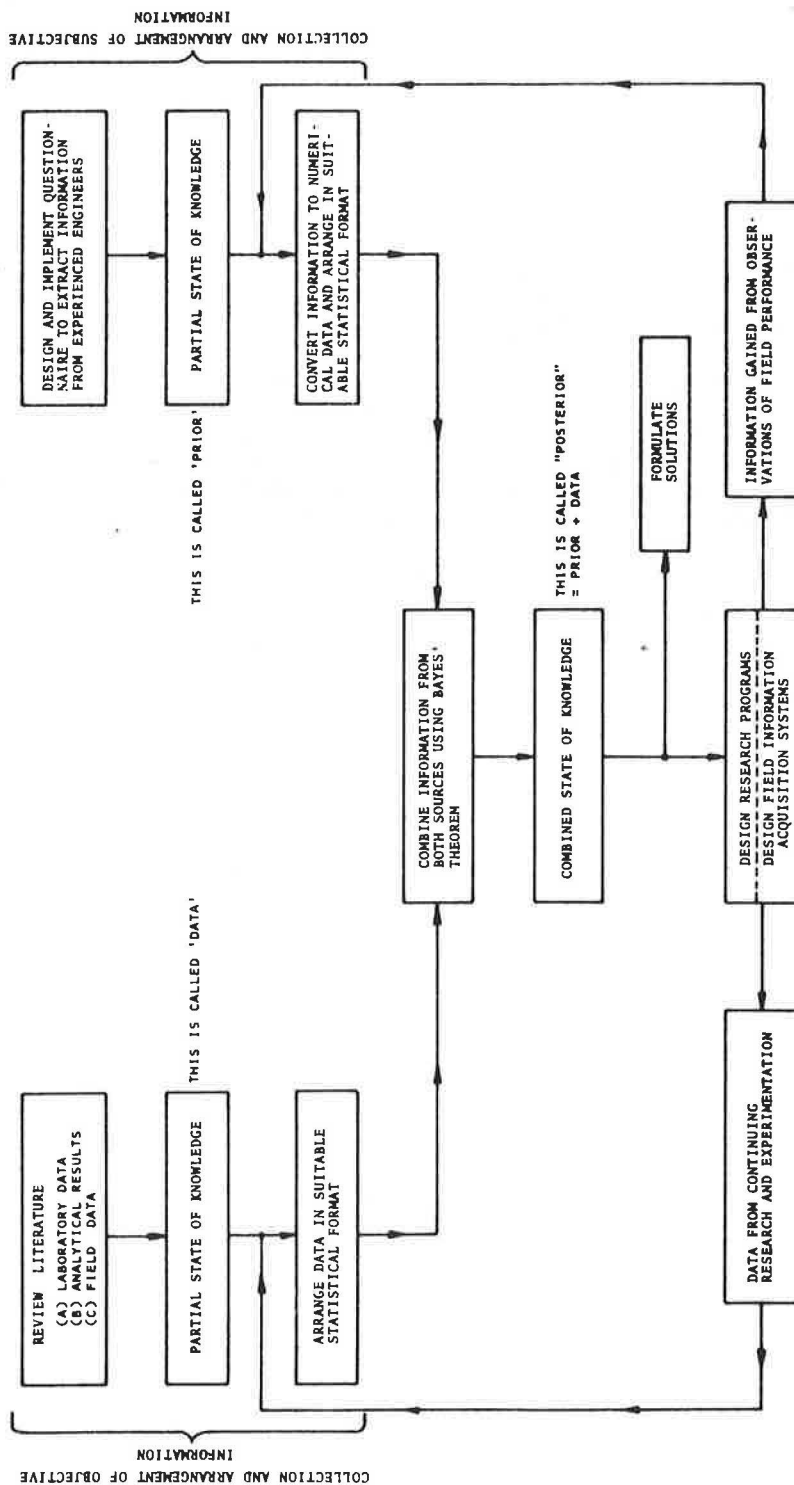 COLLECTION AND ARRANGEMENT OF OBJECTIVE
INFORMATION
REVIEW LITERATURE
(A) LABORATORY DATA
(B) ANALYTICAL RESULTS
(C) FIELD DATA
PARTIAL STATE OF KNOWLEDGE
THIS IS CALLED 'DATA'
ARRANGE DATA IN SUITABLE
STATISTICAL FORMAT
COLLECTION AND ARRANGEMENT OF SUBJECTIVE
INFORMATION
DESIGN AND IMPLEMENT QUESTION-
NAIRE TO EXTRACT INFORMATION
FROM EXPERIENCED ENGINEERS
PARTIAL STATE OF KNOWLEDGE
THIS IS CALLED 'PRIOR'
CONVERT INFORMATION TO NUMERI-
CAL DATA AND ARRANGE IN SUIT-
ABLE STATISTICAL FORMAT
COMBINE INFORMATION FROM
BOTH SOURCES USING BAYES'
THEOREM
COMBINED STATE OF KNOWLEDGE
THIS IS CALLED "POSTERIOR"
= PRIOR + DATA
FORMULATE
SOLUTIONS
DATA FROM CONTINUING
RESEARCH AND EXPERIMENTATION
DESIGN RESEARCH PROGRAMS
DESIGN FIELD INFORMATION
ACQUISITION SYSTEMS
INFORMATION GAINED FROM OBSER-
VATIONS OF FIELD PERFORMANCE